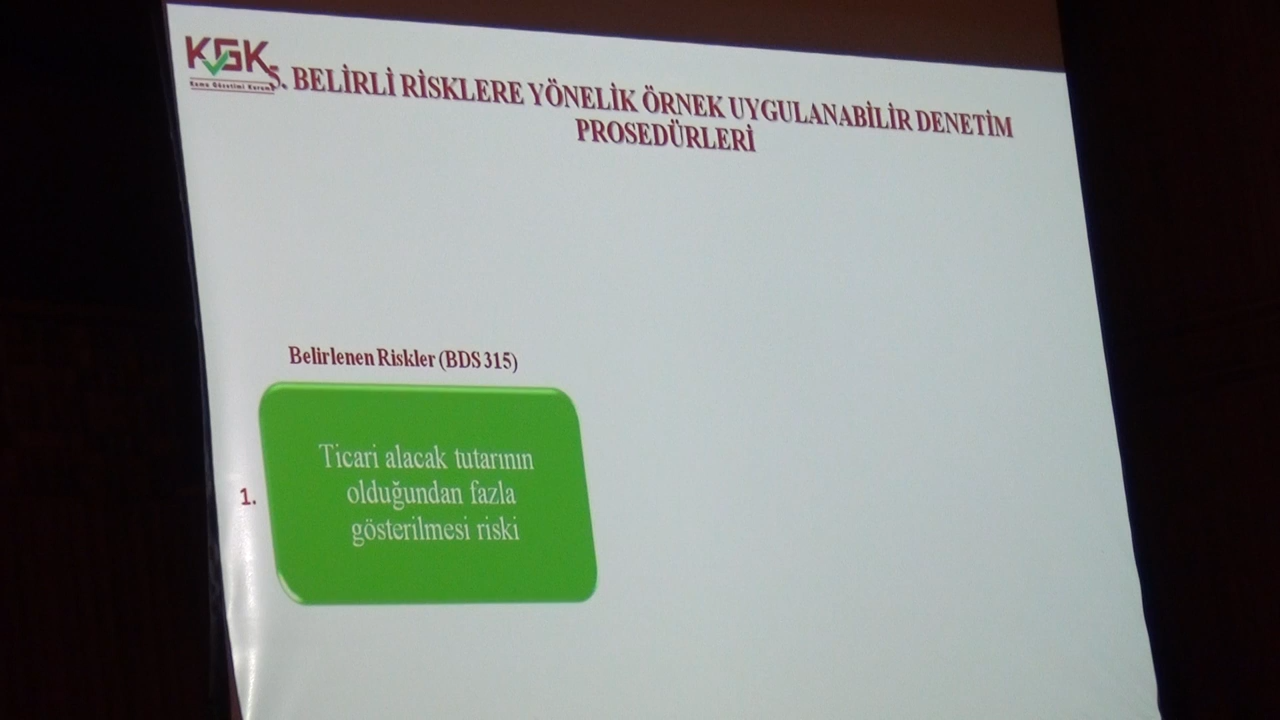 KGK
Kamu Gözetimi Kurumu
5. BELİRLİ RİSKLERE YÖNELİK ÖRNEK UYGULANABİLİR DENETİM
PROSEDÜRLERİ
Belirlenen Riskler (BDS 315)
1.
Ticari alacak tutarının
olduğundan fazla
gösterilmesi riski